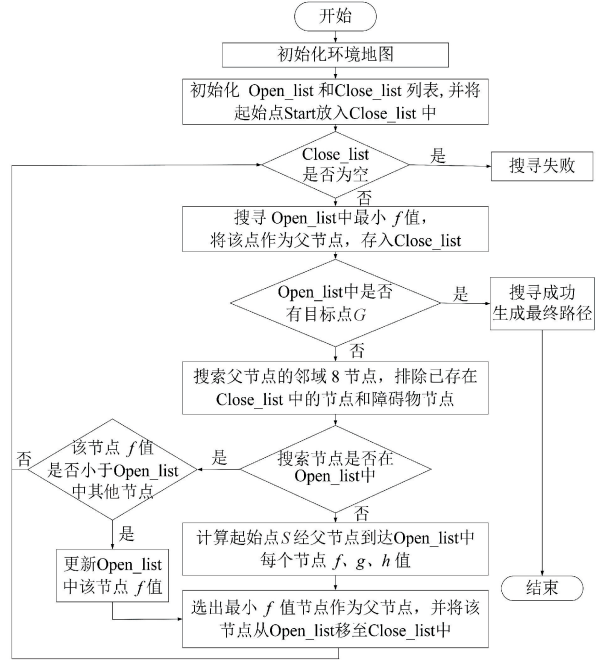 开始
初始化环境地图
初始化 Open_list 和Close_list 列表,并将
起始点Start放入Close_list 中
Close_list
是否为空
是
搜寻失败
否
搜寻 Open_list中最小 f 值，
将该点作为父节点，存入Close_list
Open_list中是否
有目标点G
是
搜寻成功
生成最终路径
否
搜索父节点的邻域 8 节点，排除已存在
Close_list 中的节点和障碍物节点
搜索节点是否在
Open_list中
是
该节点 f 值
是否小于Open_list
中其他节点
否
是
更新Open_list
中该节点 f 值
否
计算起始点S 经父节点到达Open_list中
每个节点 f、g、h 值
选出最小 f 值节点作为父节点，并将该
节点从Open_list移至Close_list中
结束